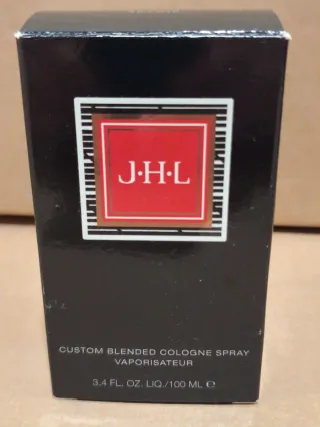 J·H·L
CUSTOM BLENDED COLOGNE SPRAY
VAPORISATEUR
3.4 FL. OZ. LIQ./100 ML ℮